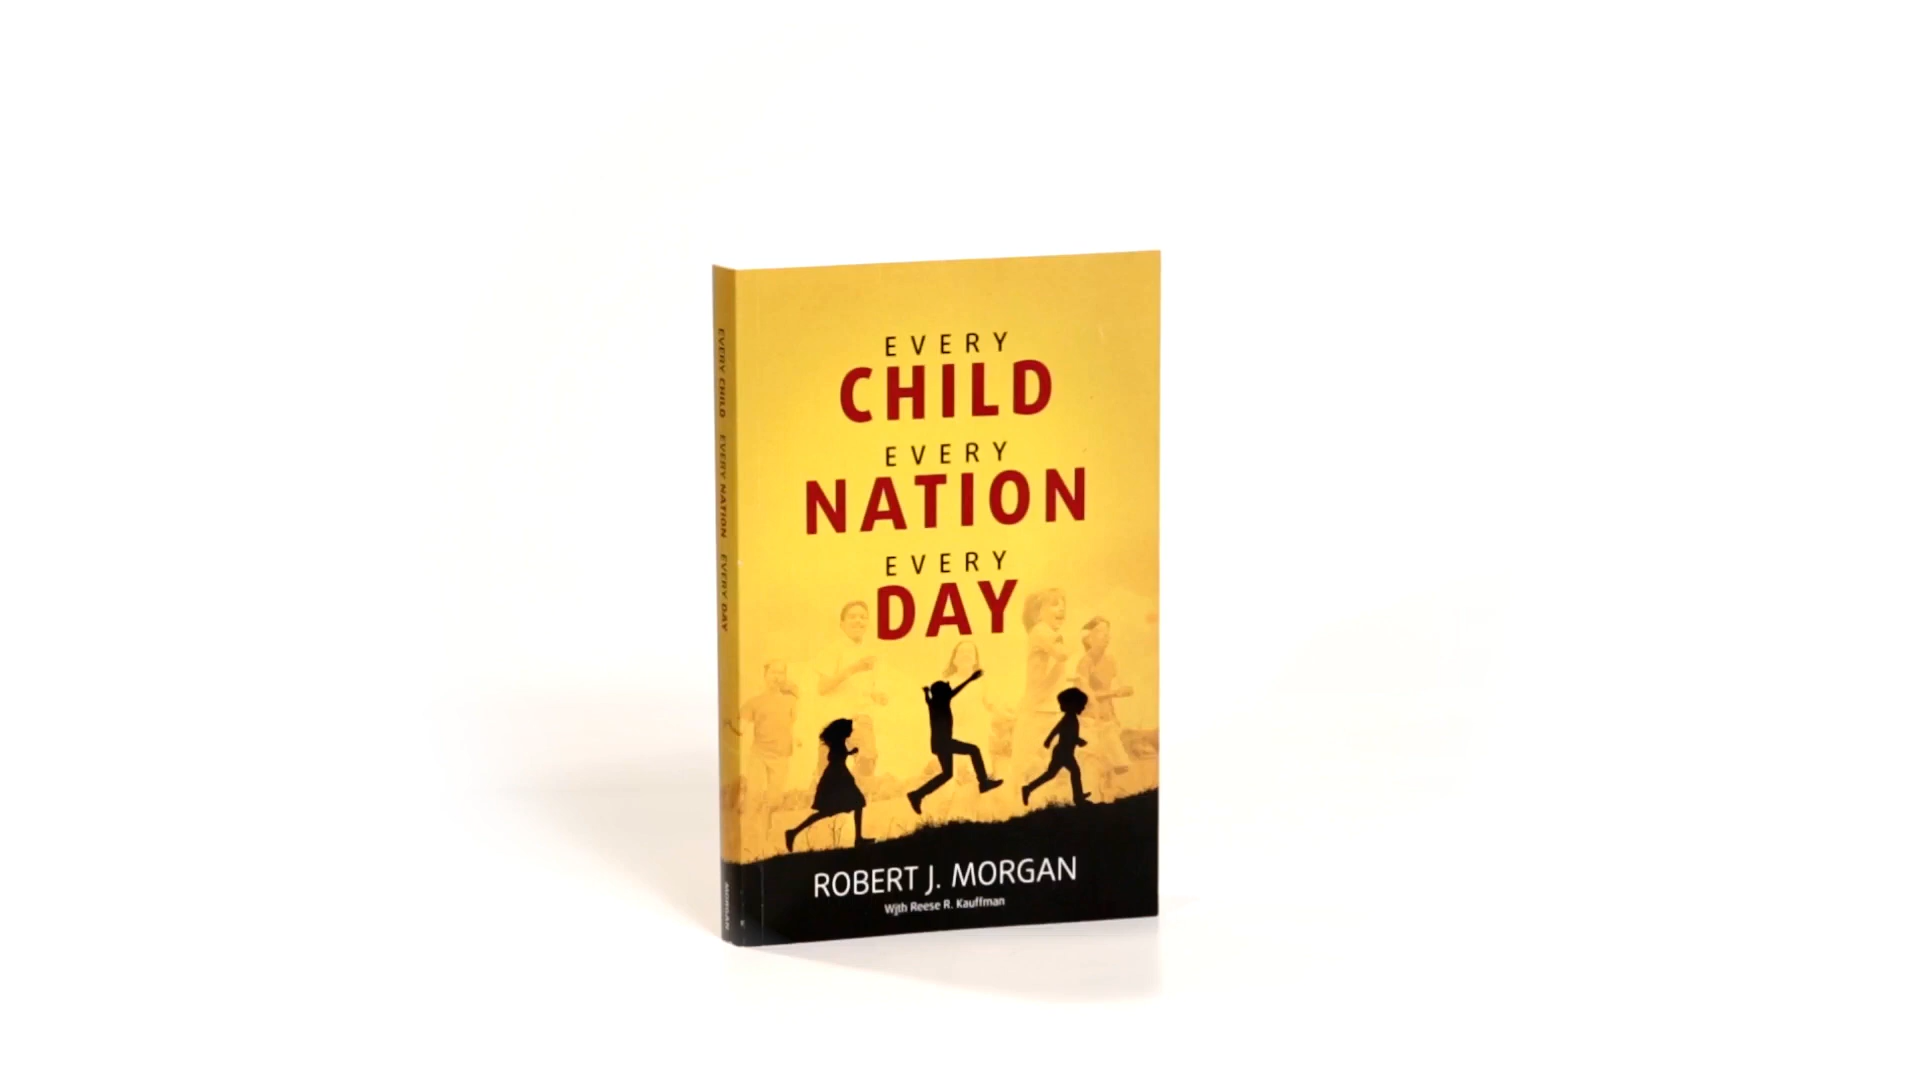 EVERY
CHILD
EVERY
NATION
EVERY
DAY
ROBERT J. MORGAN
With Reese R. Kauffman
EVERY CHILD EVERY NATION EVERY DAY
MORGAN